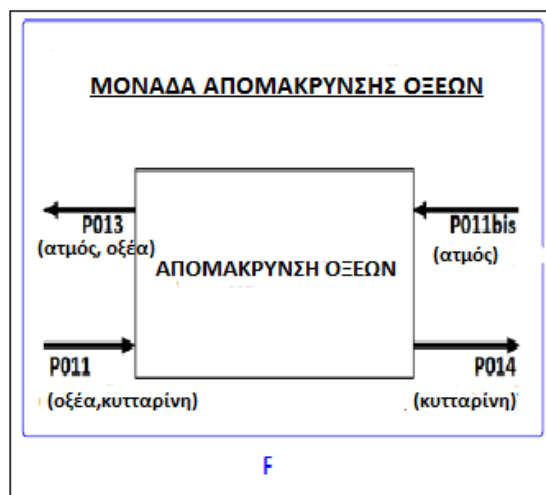 ΜΟΝΑΔΑ ΑΠΟΜΑΚΡΥΝΣΗΣ ΟΞΕΩΝ
P013
(ατμός, οξέα)
P011bis
(ατμός)
ΑΠΟΜΑΚΡΥΝΣΗ ΟΞΕΩΝ
P011
(οξέα,κυτταρίνη)
P014
(κυτταρίνη)
F